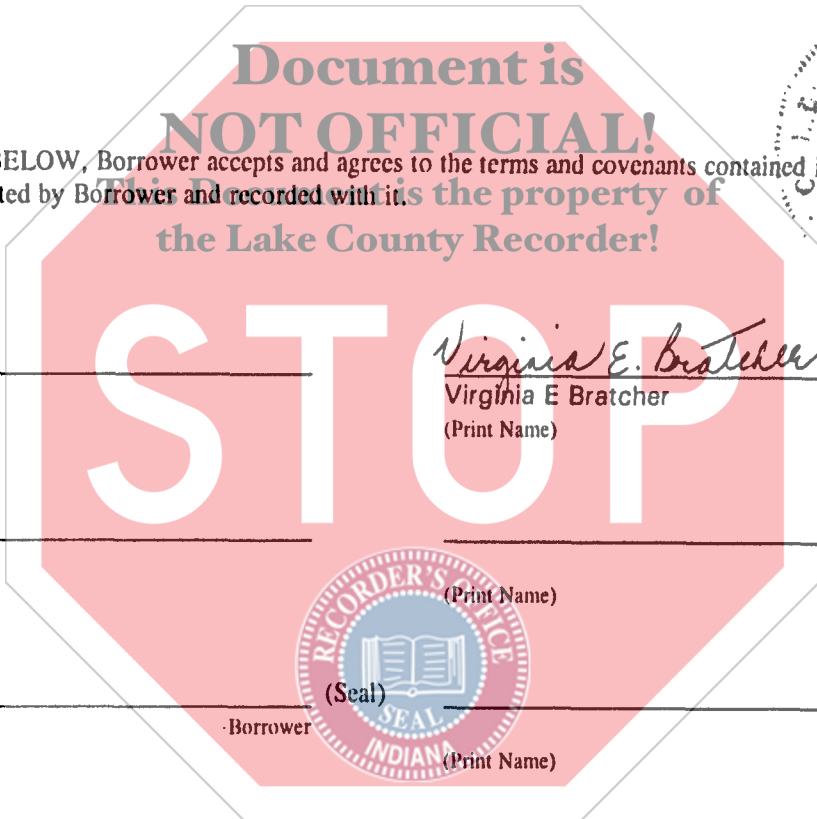 Document is
NOT OFFICIAL!
BELOW, Borrower accepts and agrees to the terms and covenants contained
ted by Borrower and recorded with it.
This Document is the property of
the Lake County Recorder!
STOP
Virginia E. Bratcher
Virginia E Bratcher
(Print Name)
RECORDER'S OFFICE
(Print Name)
(Seal)
SEAL
-Borrower
INDIANA
(Print Name)